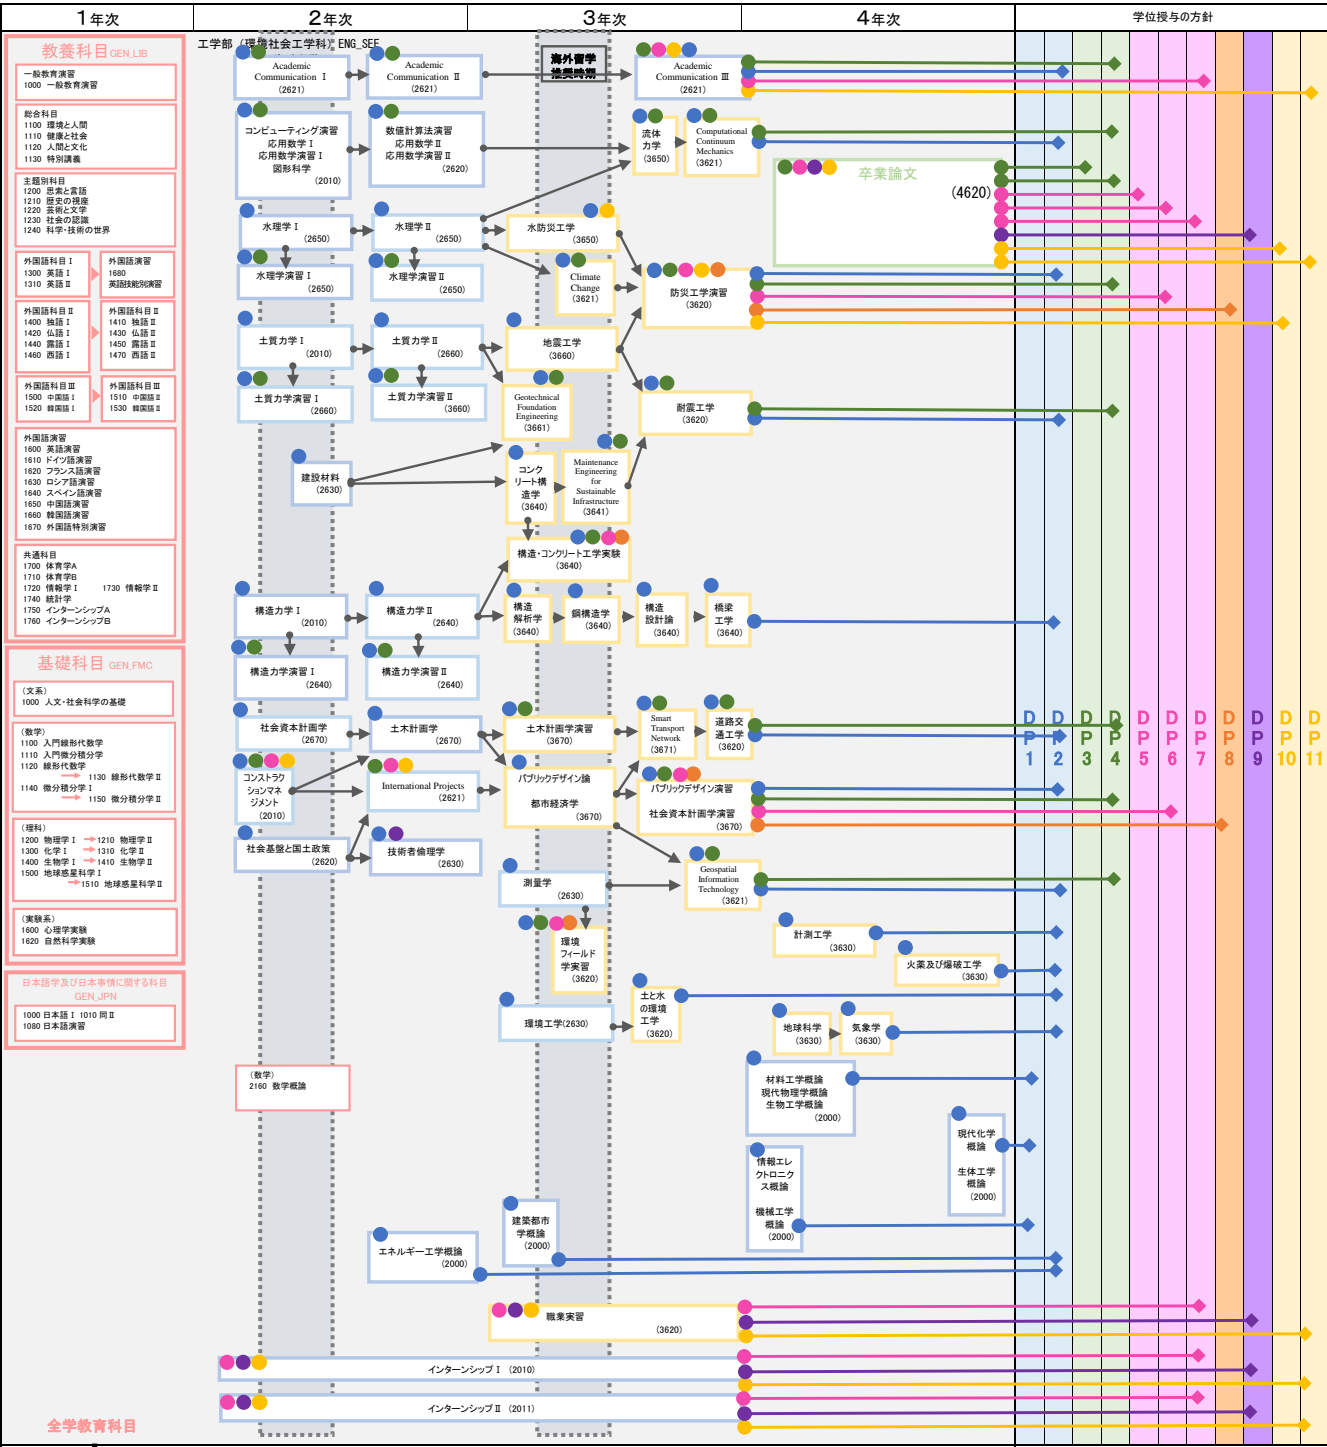 1年次
2年次
3年次
4年次
学位授与の方針
工学部（環境社会工学科）ENG_SEE
海外留学
推奨時期
教養科目 GEN_LIB
一般教育演習
1000 一般教育演習
総合科目
1100 環境と人間
1110 健康と社会
1120 人間と文化
1130 特別講義
主題別科目
1200 思索と言語
1210 歴史の視座
1220 芸術と文学
1230 社会の認識
1240 科学・技術の世界
外国語科目Ⅰ
1300 英語Ⅰ
1310 英語Ⅱ
外国語演習
1680
英語技能別演習
外国語科目Ⅱ
1400 独語Ⅰ
1420 仏語Ⅰ
1440 露語Ⅰ
1460 西語Ⅰ
外国語科目Ⅱ
1410 独語Ⅱ
1430 仏語Ⅱ
1450 露語Ⅱ
1470 西語Ⅱ
外国語科目Ⅲ
1500 中国語Ⅰ
1520 韓国語Ⅰ
外国語科目Ⅲ
1510 中国語Ⅱ
1530 韓国語Ⅱ
外国語演習
1600 英語演習
1610 ドイツ語演習
1620 フランス語演習
1630 ロシア語演習
1640 スペイン語演習
1650 中国語演習
1660 韓国語演習
1670 外国語特別演習
共通科目
1700 体育学A
1710 体育学B
1720 情報学Ⅰ 1730 情報学Ⅱ
1740 統計学
1750 インターンシップA
1760 インターンシップB
基礎科目 GEN_FMC
（文系）
1000 人文・社会科学の基礎
（数学）
1100 入門線形代数学
1110 入門微分積分学
1120 線形代数学
1130 線形代数学Ⅱ
1140 微分積分学Ⅰ
1150 微分積分学Ⅱ
（理科）
1200 物理学Ⅰ 1210 物理学Ⅱ
1300 化学Ⅰ 1310 化学Ⅱ
1400 生物学Ⅰ 1410 生物学Ⅱ
1500 地球惑星科学Ⅰ
1510 地球惑星科学Ⅱ
（実験系）
1600 心理学実験
1620 自然科学実験
日本語学及び日本事情に関する科目
GEN_JPN
1000 日本語Ⅰ 1010 同Ⅱ
1080 日本語演習
全学教育科目
Academic
Communication Ⅰ
(2621)
Academic
Communication Ⅱ
(2621)
Academic
Communication Ⅲ
(2621)
コンピューティング演習
応用数学Ⅰ
応用数学演習Ⅰ
図形科学
(2010)
数値計算法演習
応用数学Ⅱ
応用数学演習Ⅱ
(2620)
流体
力学
(3650)
Computational
Continuum
Mechanics
(3621)
卒業論文
(4620)
水理学Ⅰ
(2650)
水理学Ⅱ
(2650)
水防災工学
(3650)
水理学演習Ⅰ
(2650)
水理学演習Ⅱ
(2650)
Climate
Change
(3621)
防災工学演習
(3620)
土質力学Ⅰ
(2010)
土質力学Ⅱ
(2660)
地震工学
(3660)
土質力学演習Ⅰ
(2660)
土質力学演習Ⅱ
(3660)
Geotechnical
Foundation
Engineering
(3661)
耐震工学
(3620)
建設材料
(2630)
コンク
リート構
造学
(3640)
Maintenance
Engineering
for
Sustainable
Infrastructure
(3641)
構造・コンクリート工学実験
(3640)
構造力学Ⅰ
(2010)
構造力学Ⅱ
(2640)
構造
解析学
(3640)
鋼構造学
(3640)
構造
設計論
(3640)
橋梁
工学
(3640)
構造力学演習Ⅰ
(2640)
構造力学演習Ⅱ
(2640)
社会資本計画学
(2670)
土木計画学
(2670)
土木計画学演習
(3670)
Smart
Transport
Network
(3671)
道路交
通工学
(3620)
コンストラク
ションマネ
ジメント
(2010)
International Projects
(2621)
パブリックデザイン論
都市経済学
(3670)
パブリックデザイン演習
社会資本計画学演習
(3670)
社会基盤と国土政策
(2620)
技術者倫理学
(2630)
測量学
(2630)
Geospatial
Information
Technology
(3621)
環境
フィールド
学実習
(3620)
計測工学
(3630)
火薬及び爆破工学
(3630)
環境工学(2630)
土と水
の環境
工学
(3620)
地球科学
(3630)
気象学
(3630)
（数学）
2160 数学概論
材料工学概論
現代物理学概論
生物工学概論
(2000)
現代化学
概論
生体工学
概論
(2000)
情報エレ
クトロニク
ス概論
機械工学
概論
(2000)
建築都市
学概論
(2000)
エネルギー工学概論
(2000)
職業実習
(3620)
インターンシップⅠ (2010)
インターンシップⅡ (2011)
DP1
DP2
DP3
DP4
DP5
DP6
DP7
DP8
DP9
DP10
DP11